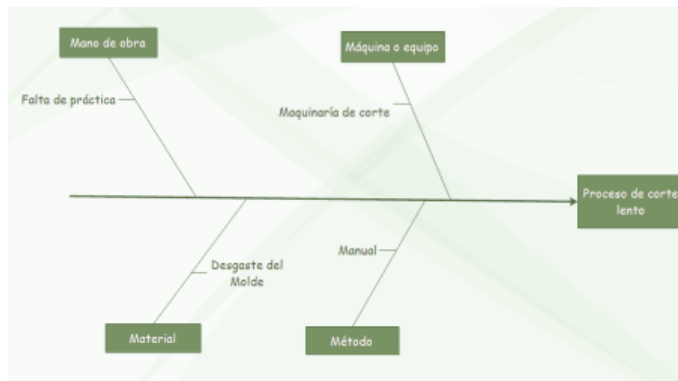 Mano de obra
Máquina o equipo
Falta de práctica
Maquinaría de corte
Proceso de corte
lento
Manual
Desgaste del
Molde
Material
Método